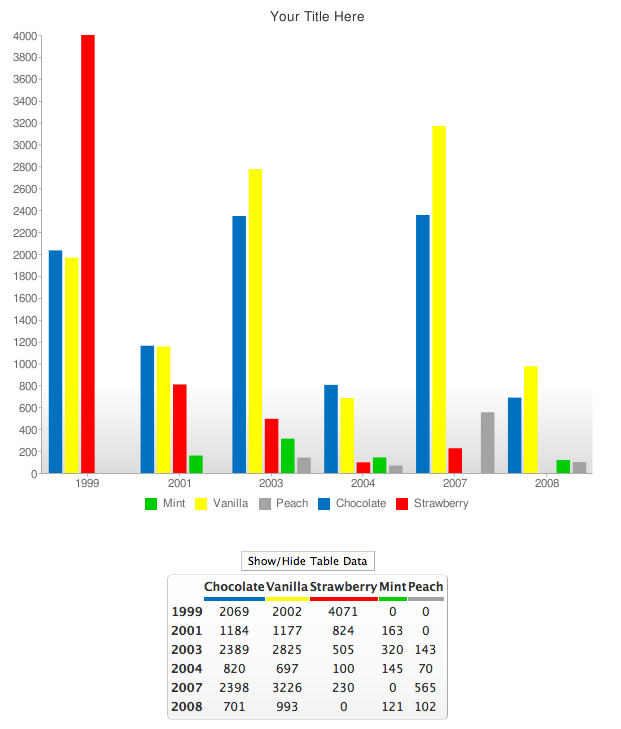 Your Title Here
4000
3800
3600
3400
3200
3000
2800
2600
2400
2200
2000
1800
1600
1400
1200
1000
800
600
400
200
0
1999 2001 2003 2004 2007 2008
Mint Vanilla Peach Chocolate Strawberry
Show/Hide Table Data
Chocolate Vanilla Strawberry Mint Peach
1999 2069 2002 4071 0 0
2001 1184 1177 824 163 0
2003 2389 2825 505 320 143
2004 820 697 100 145 70
2007 2398 3226 230 0 565
2008 701 993 0 121 102